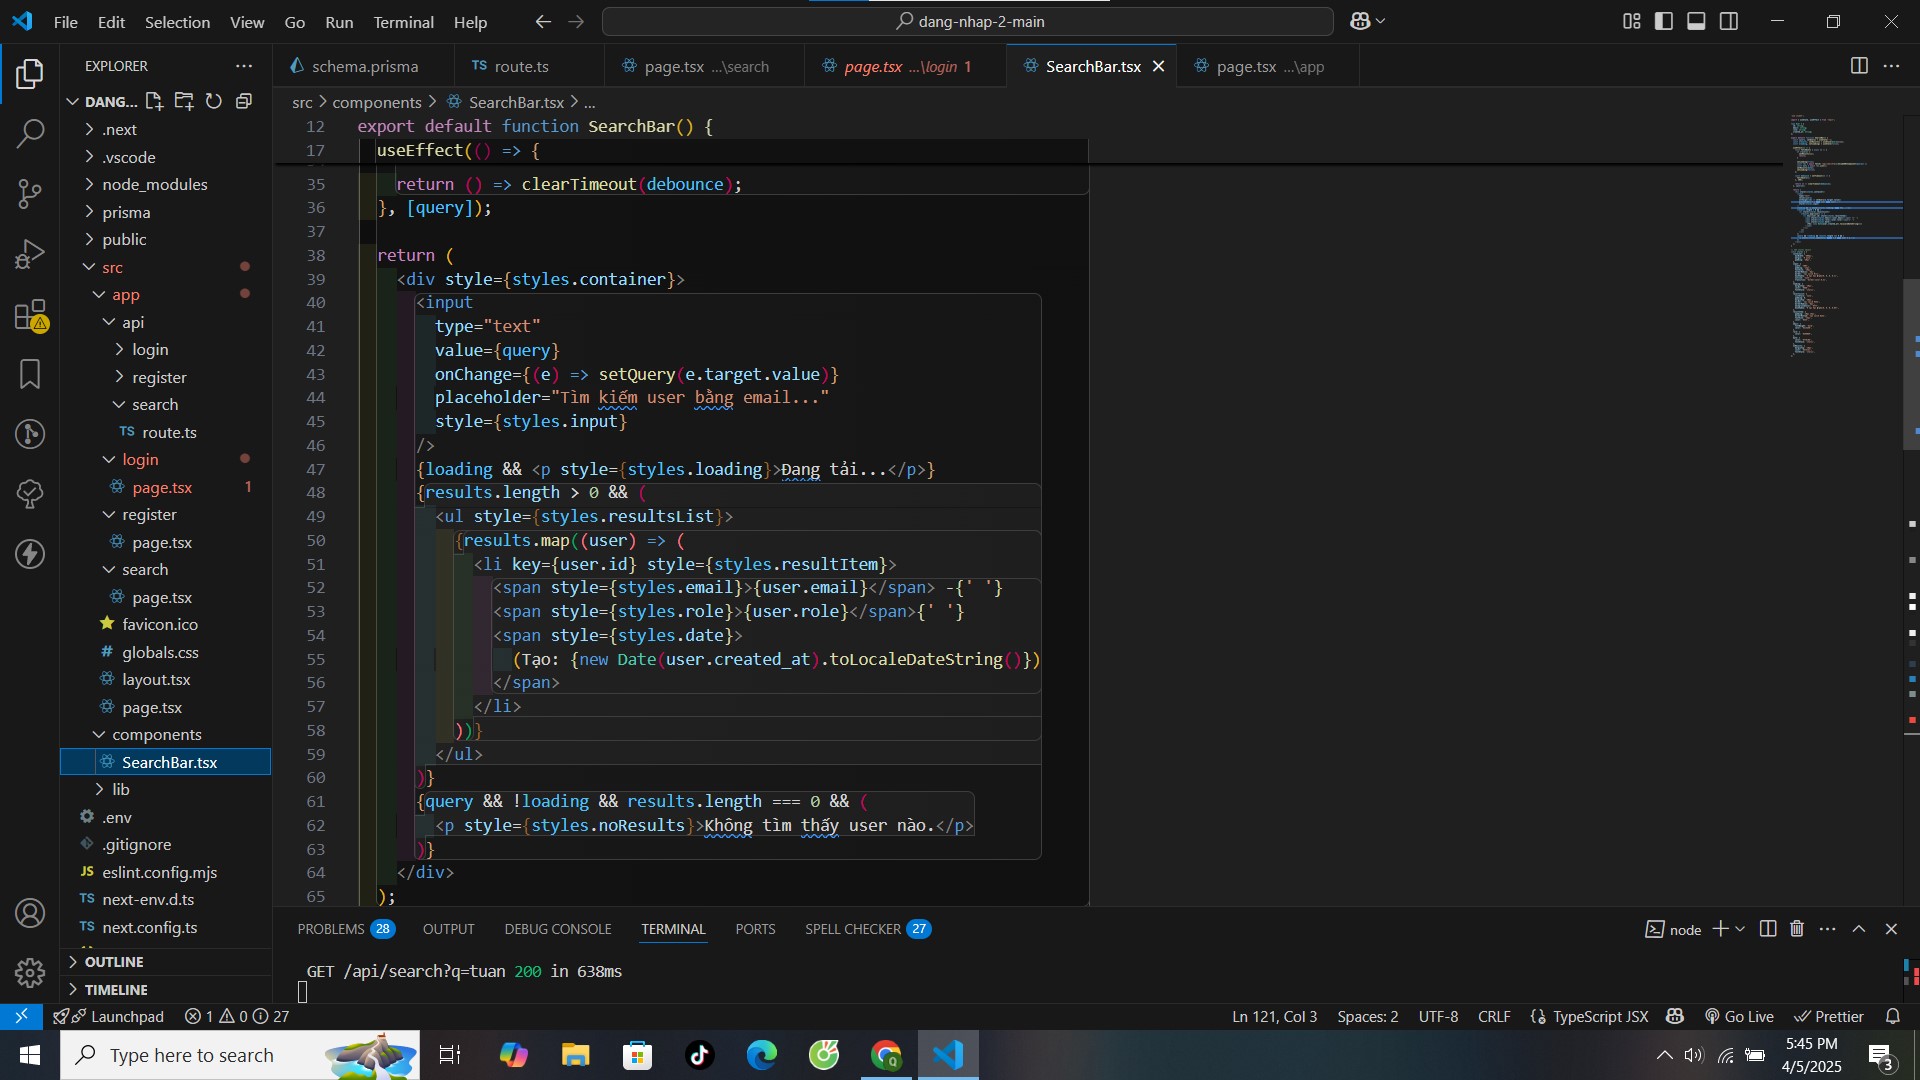 File Edit Selection View Go Run Terminal Help
dang-nhap-2-main
EXPLORER
DANG...
.next
.vscode
node_modules
prisma
public
src
app
api
login
register
search
TS route.ts
login
page.tsx 1
register
page.tsx
search
page.tsx
favicon.ico
# globals.css
layout.tsx
page.tsx
components
SearchBar.tsx
lib
.env
.gitignore
JS eslint.config.mjs
TS next-env.d.ts
TS next.config.ts
OUTLINE
TIMELINE
schema.prisma
TS route.ts
page.tsx ...\search
page.tsx ...\login 1
SearchBar.tsx
page.tsx ...\app
src > components > SearchBar.tsx > ...
12 export default function SearchBar() {
17 useEffect(() => {
35 return () => clearTimeout(debounce);
36 }, [query]);
37
38 return (
39 <div style={styles.container}>
40 <input
41 type="text"
42 value={query}
43 onChange={(e) => setQuery(e.target.value)}
44 placeholder="Tìm kiếm user bằng email..."
45 style={styles.input}
46 />
47 {loading && <p style={styles.loading}>Đang tải...</p>}
48 {results.length > 0 && (
49 <ul style={styles.resultsList}>
50 {results.map((user) => (
51 <li key={user.id} style={styles.resultItem}>
52 <span style={styles.email}>{user.email}</span> -{' '}
53 <span style={styles.role}>{user.role}</span>{' '}
54 <span style={styles.date}>
55 (Tạo: {new Date(user.created_at).toLocaleDateString()})
56 </span>
57 </li>
58 ))}
59 </ul>
60 )}
61 {query && !loading && results.length === 0 && (
62 <p style={styles.noResults}>Không tìm thấy user nào.</p>
63 )}
64 </div>
65 );
PROBLEMS 28 OUTPUT DEBUG CONSOLE TERMINAL PORTS SPELL CHECKER 27
node
GET /api/search?q=tuan 200 in 638ms
Launchpad 1 0 27
Ln 121, Col 3 Spaces: 2 UTF-8 CRLF TypeScript JSX Go Live Prettier
Type here to search
5:45 PM
4/5/2025
3